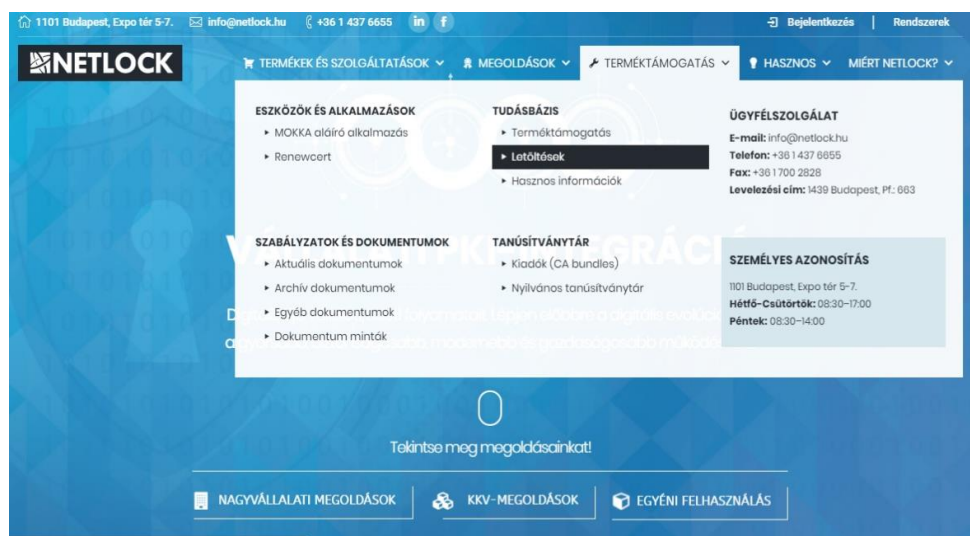 1101 Budapest, Expo tér 5-7. info@netlock.hu +36 1 437 6655 in f Bejelentkezés | Rendszerek
NETLOCK TERMÉKEK ÉS SZOLGÁLTATÁSOK MEGOLDÁSOK TERMÉKTÁMOGATÁS HASZNOS MIÉRT NETLOCK?
ESZKÖZÖK ÉS ALKALMAZÁSOK
MOKKA aláíró alkalmazás
Renewcert
TUDÁSBÁZIS
Terméktámogatás
Letöltések
Hasznos információk
ÜGYFÉLSZOLGÁLAT
E-mail: info@netlock.hu
Telefon: +36 1 437 6655
Fax: +36 1 700 2828
Levelezési cím: 1439 Budapest, Pf.: 663
SZABÁLYZATOK ÉS DOKUMENTUMOK
Aktuális dokumentumok
Archív dokumentumok
Egyéb dokumentumok
Dokumentum minták
TANÚSÍTVÁNYTÁR
Kiadók (CA bundles)
Nyilvános tanúsítványtár
SZEMÉLYES AZONOSÍTÁS
1101 Budapest, Expo tér 5-7.
Hétfő-Csütörtök: 08:30-17:00
Péntek: 08:30-14:00
Tekintse meg megoldásainkat!
NAGYVÁLLALATI MEGOLDÁSOK KKV-MEGOLDÁSOK EGYÉNI FELHASZNÁLÁS